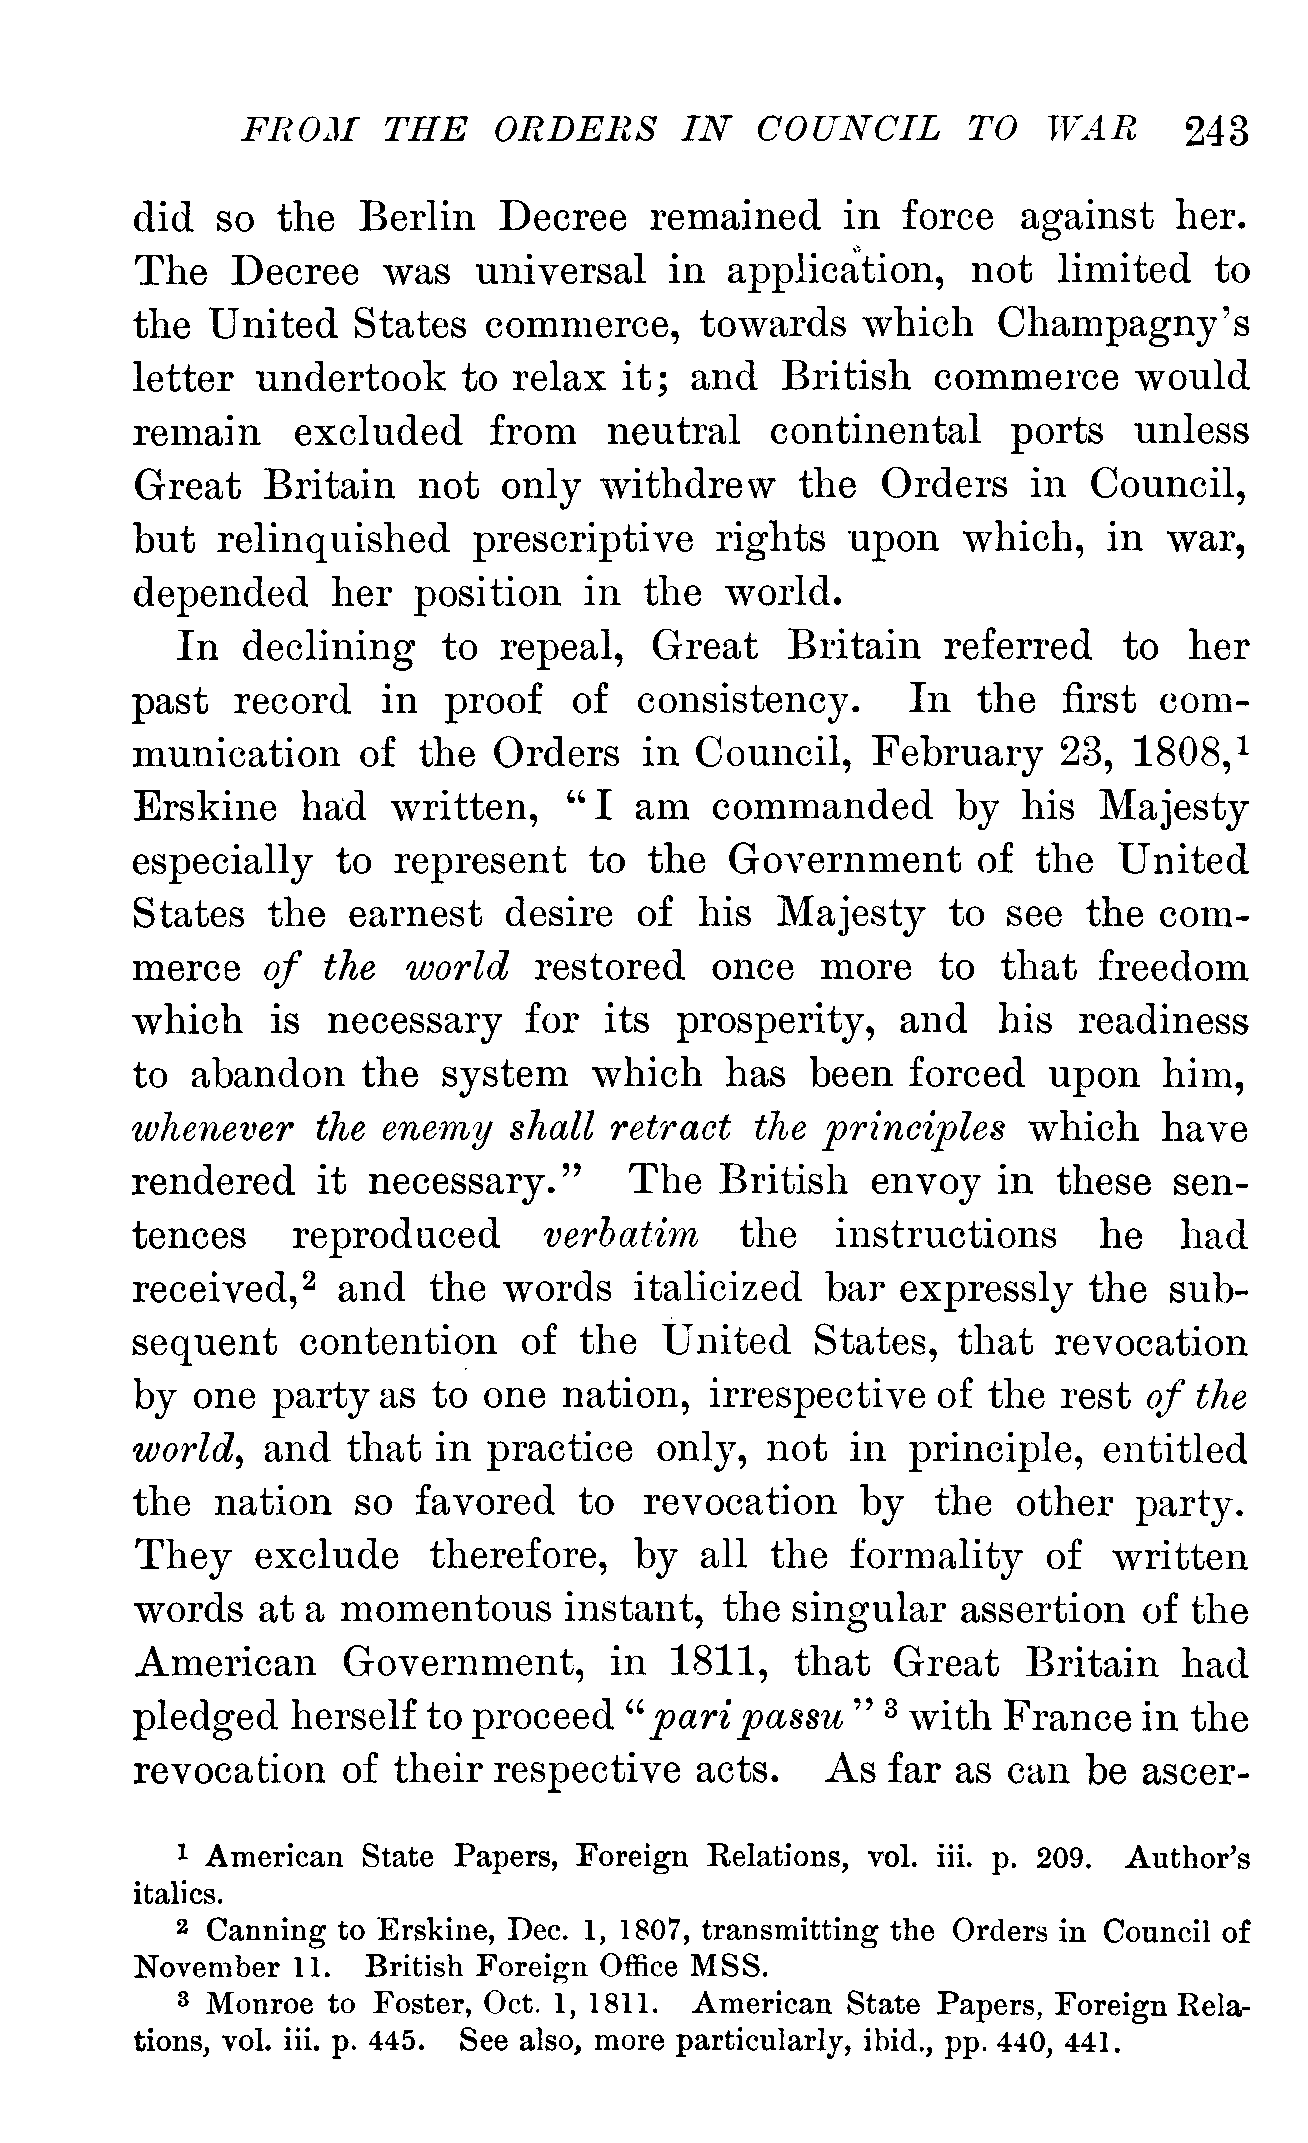 FROM THE ORDERS IN COUNCIL TO WAR 243
did so the Berlin Decree remained in force against her.
The Decree was universal in application, not limited to
the United States commerce, towards which Champagny's
letter undertook to relax it; and British commerce would
remain excluded from neutral continental ports unless
Great Britain not only withdrew the Orders in Council,
but relinquished prescriptive rights upon which, in war,
depended her position in the world.
In declining to repeal, Great Britain referred to her
past record in proof of consistency. In the first com-
munication of the Orders in Council, February 23, 1808,¹
Erskine had written, "I am commanded by his Majesty
especially to represent to the Government of the United
States the earnest desire of his Majesty to see the com-
merce of the world restored once more to that freedom
which is necessary for its prosperity, and his readiness
to abandon the system which has been forced upon him,
whenever the enemy shall retract the principles which have
rendered it necessary." The British envoy in these sen-
tences reproduced verbatim the instructions he had
received,² and the words italicized bar expressly the sub-
sequent contention of the United States, that revocation
by one party as to one nation, irrespective of the rest of the
world, and that in practice only, not in principle, entitled
the nation so favored to revocation by the other party.
They exclude therefore, by all the formality of written
words at a momentous instant, the singular assertion of the
American Government, in 1811, that Great Britain had
pledged herself to proceed "pari passu"³ with France in the
revocation of their respective acts. As far as can be ascer-
¹ American State Papers, Foreign Relations, vol. iii. p. 209. Author's
italics.
² Canning to Erskine, Dec. 1, 1807, transmitting the Orders in Council of
November 11. British Foreign Office MSS.
³ Monroe to Foster, Oct. 1, 1811. American State Papers, Foreign Rela-
tions, vol. iii. p. 445. See also, more particularly, ibid., pp. 440, 441.